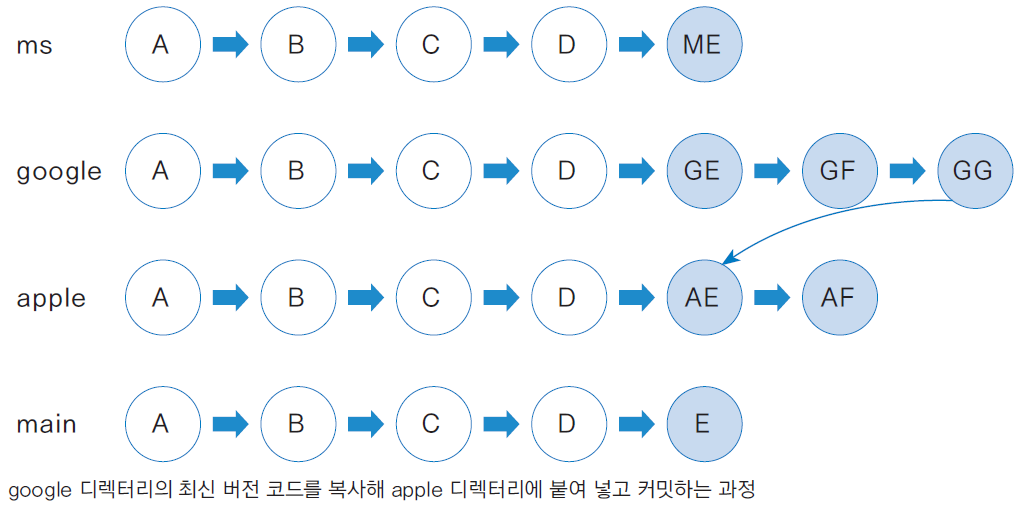 ms A B C D ME
google A B C D GE GF GG
apple A B C D AE AF
main A B C D E
google 디렉터리의 최신 버전 코드를 복사해 apple 디렉터리에 붙여 넣고 커밋하는 과정